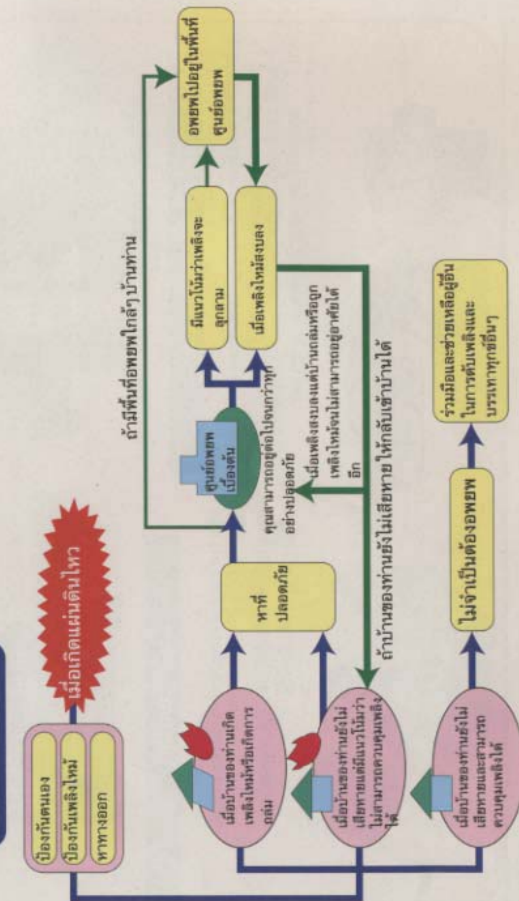 เมื่อเกิดแผ่นดินไหว
ป้องกันตนเอง
ป้องกันเพลิงไหม้
หาทางออก
เมื่อบ้านของท่านเกิด
เพลิงไหม้หรือเกิดการ
ถล่ม
เมื่อบ้านของท่านยังไม่
เสียหายแต่มีแนวโน้มว่า
ไม่สามารถควบคุมเพลิง
ได้
เมื่อบ้านของท่านยังไม่
เสียหายและสามารถ
ควบคุมเพลิงได้
หาที่
ปลอดภัย
ศูนย์อพยพ
เบื้องต้น
คุณสามารถอยู่ต่อไปจนกว่าทุก
อย่างปลอดภัย
ถ้ามีพื้นที่อพยพใกล้ๆ บ้านท่าน
มีแนวโน้มว่าเพลิงจะ
ลุกลาม
เมื่อเพลิงไหม้สงบลง
อพยพไปอยู่ในพื้นที่
ศูนย์อพยพ
เมื่อเพลิงสงบลงแต่บ้านถล่มหรือถูก
เพลิงไหม้จนไม่สามารถอยู่อาศัยได้
อีก
ถ้าบ้านของท่านยังไม่เสียหาย ให้กลับเข้าบ้านได้
ไม่จำเป็นต้องอพยพ
ร่วมมือและช่วยเหลือผู้อื่น
ในการดับเพลิงและ
บรรเทาทุกข์อื่นๆ